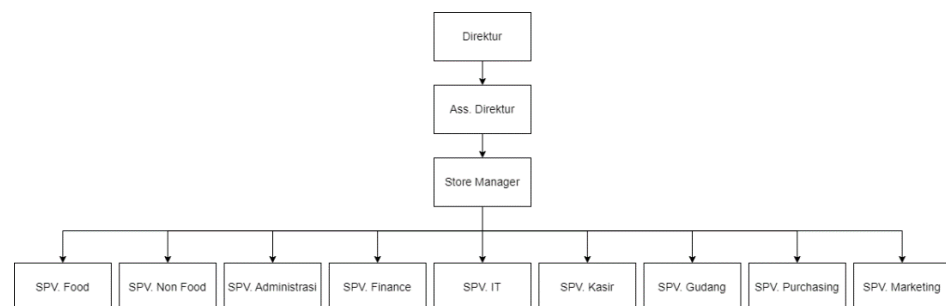 Direktur
Ass. Direktur
Store Manager
SPV. Food
SPV. Non Food
SPV. Administrasi
SPV. Finance
SPV. IT
SPV. Kasir
SPV. Gudang
SPV. Purchasing
SPV. Marketing